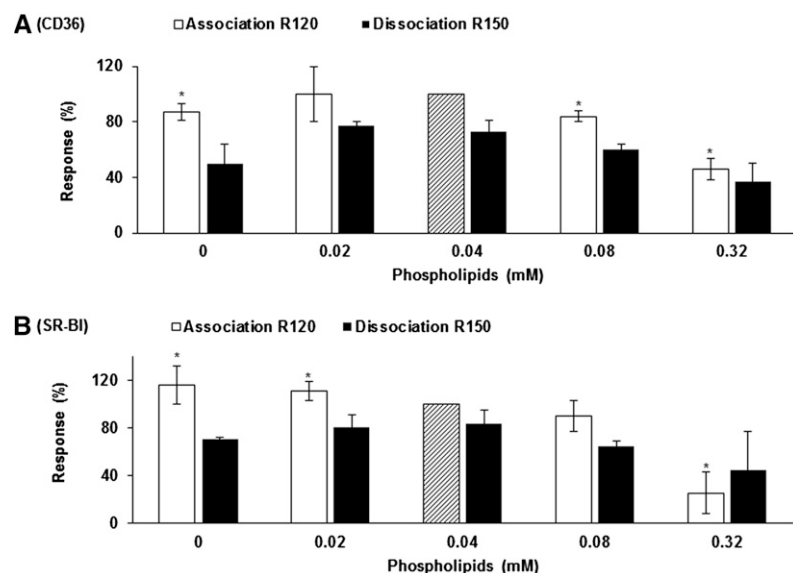 A (CD36) Association R120 Dissociation R150
120
80
40
0
Response (%)
* * *
0 0.02 0.04 0.08 0.32
Phospholipids (mM)
B (SR-BI) Association R120 Dissociation R150
120
80
40
0
Response (%)
* * *
0 0.02 0.04 0.08 0.32
Phospholipids (mM)